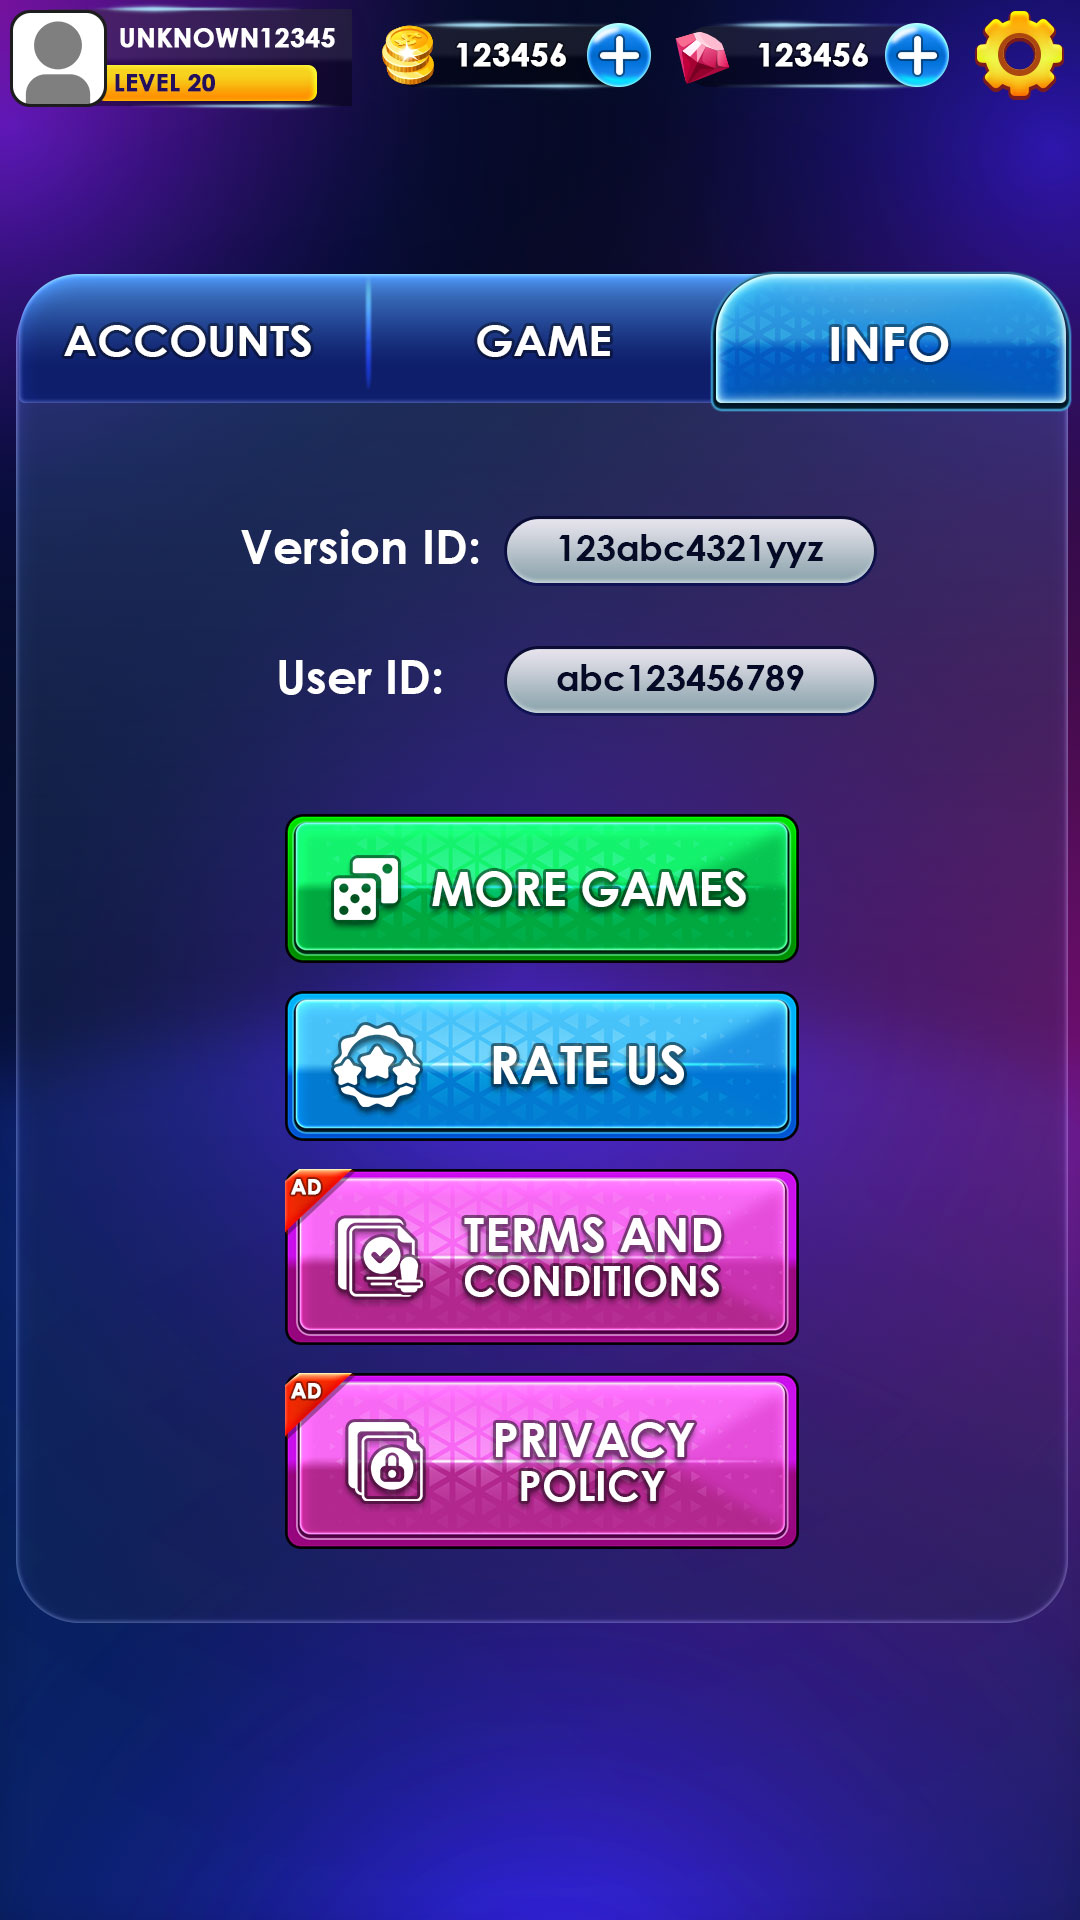 UNKNOWN12345
LEVEL 20
123456
123456
ACCOUNTS
GAME
INFO
Version ID:
123abc4321yyz
User ID:
abc123456789
MORE GAMES
RATE US
AD
TERMS AND
CONDITIONS
AD
PRIVACY
POLICY